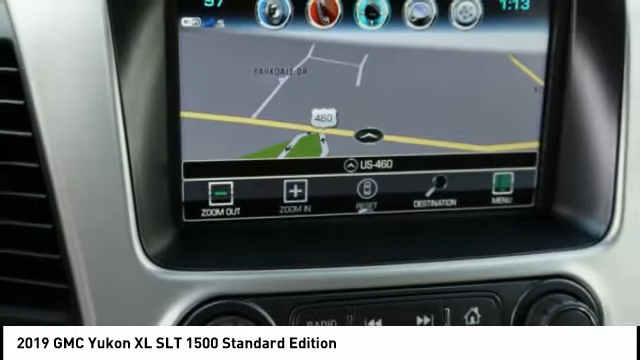 97
1:13
PARKDALE DR
460
US-460
ZOOM OUT
ZOOM IN
RESET
DESTINATION
MENU
RADIO
2019 GMC Yukon XL SLT 1500 Standard Edition